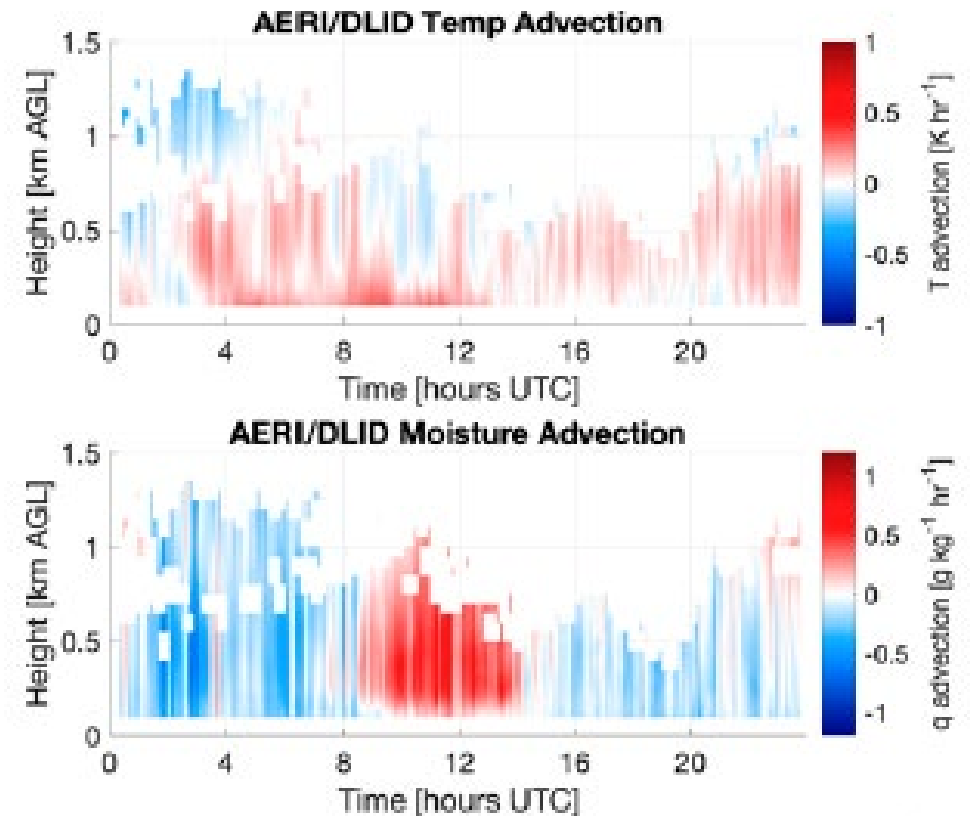 AERI/DLID Temp Advection
1.5
1
0.5
0
Height [km AGL]
0 4 8 12 16 20
Time [hours UTC]
1
0.5
0
-0.5
-1
T advection [K hr⁻¹]
AERI/DLID Moisture Advection
1.5
1
0.5
0
Height [km AGL]
0 4 8 12 16 20
Time [hours UTC]
1
0.5
0
-0.5
-1
q advection [g kg⁻¹ hr⁻¹]